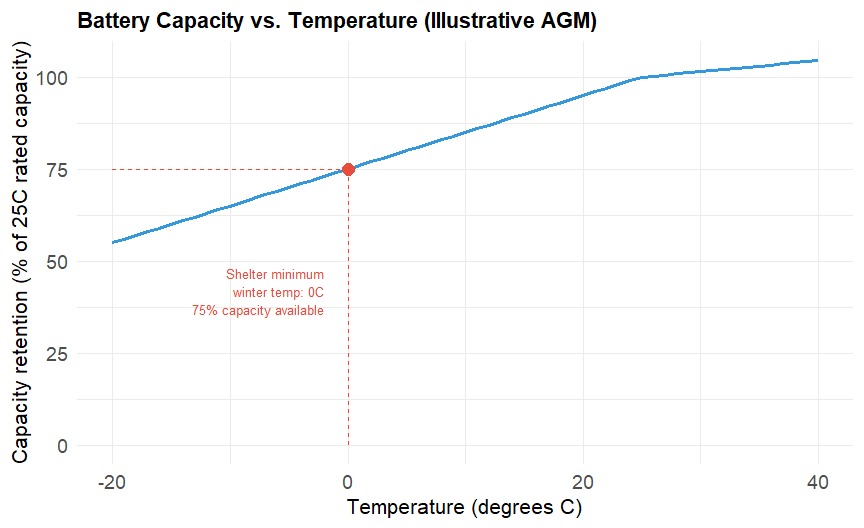 Battery Capacity vs. Temperature (Illustrative AGM)
Capacity retention (% of 25C rated capacity)
100
75
50
25
0
Shelter minimum
winter temp: 0C
75% capacity available
-20
0
20
40
Temperature (degrees C)